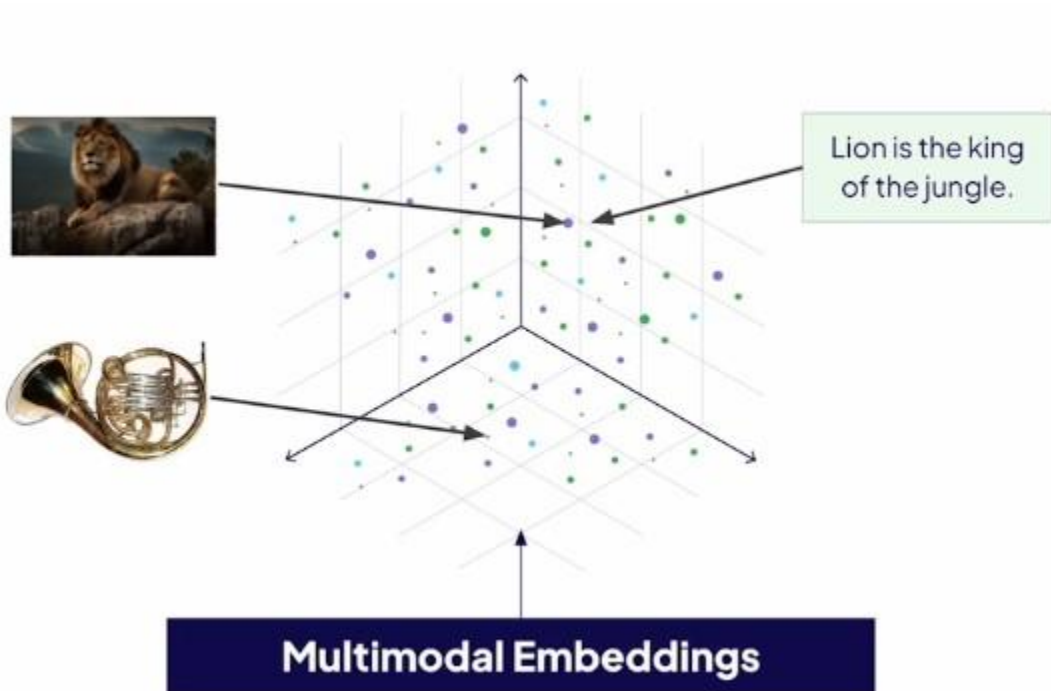 Lion is the king
of the jungle.
Multimodal Embeddings